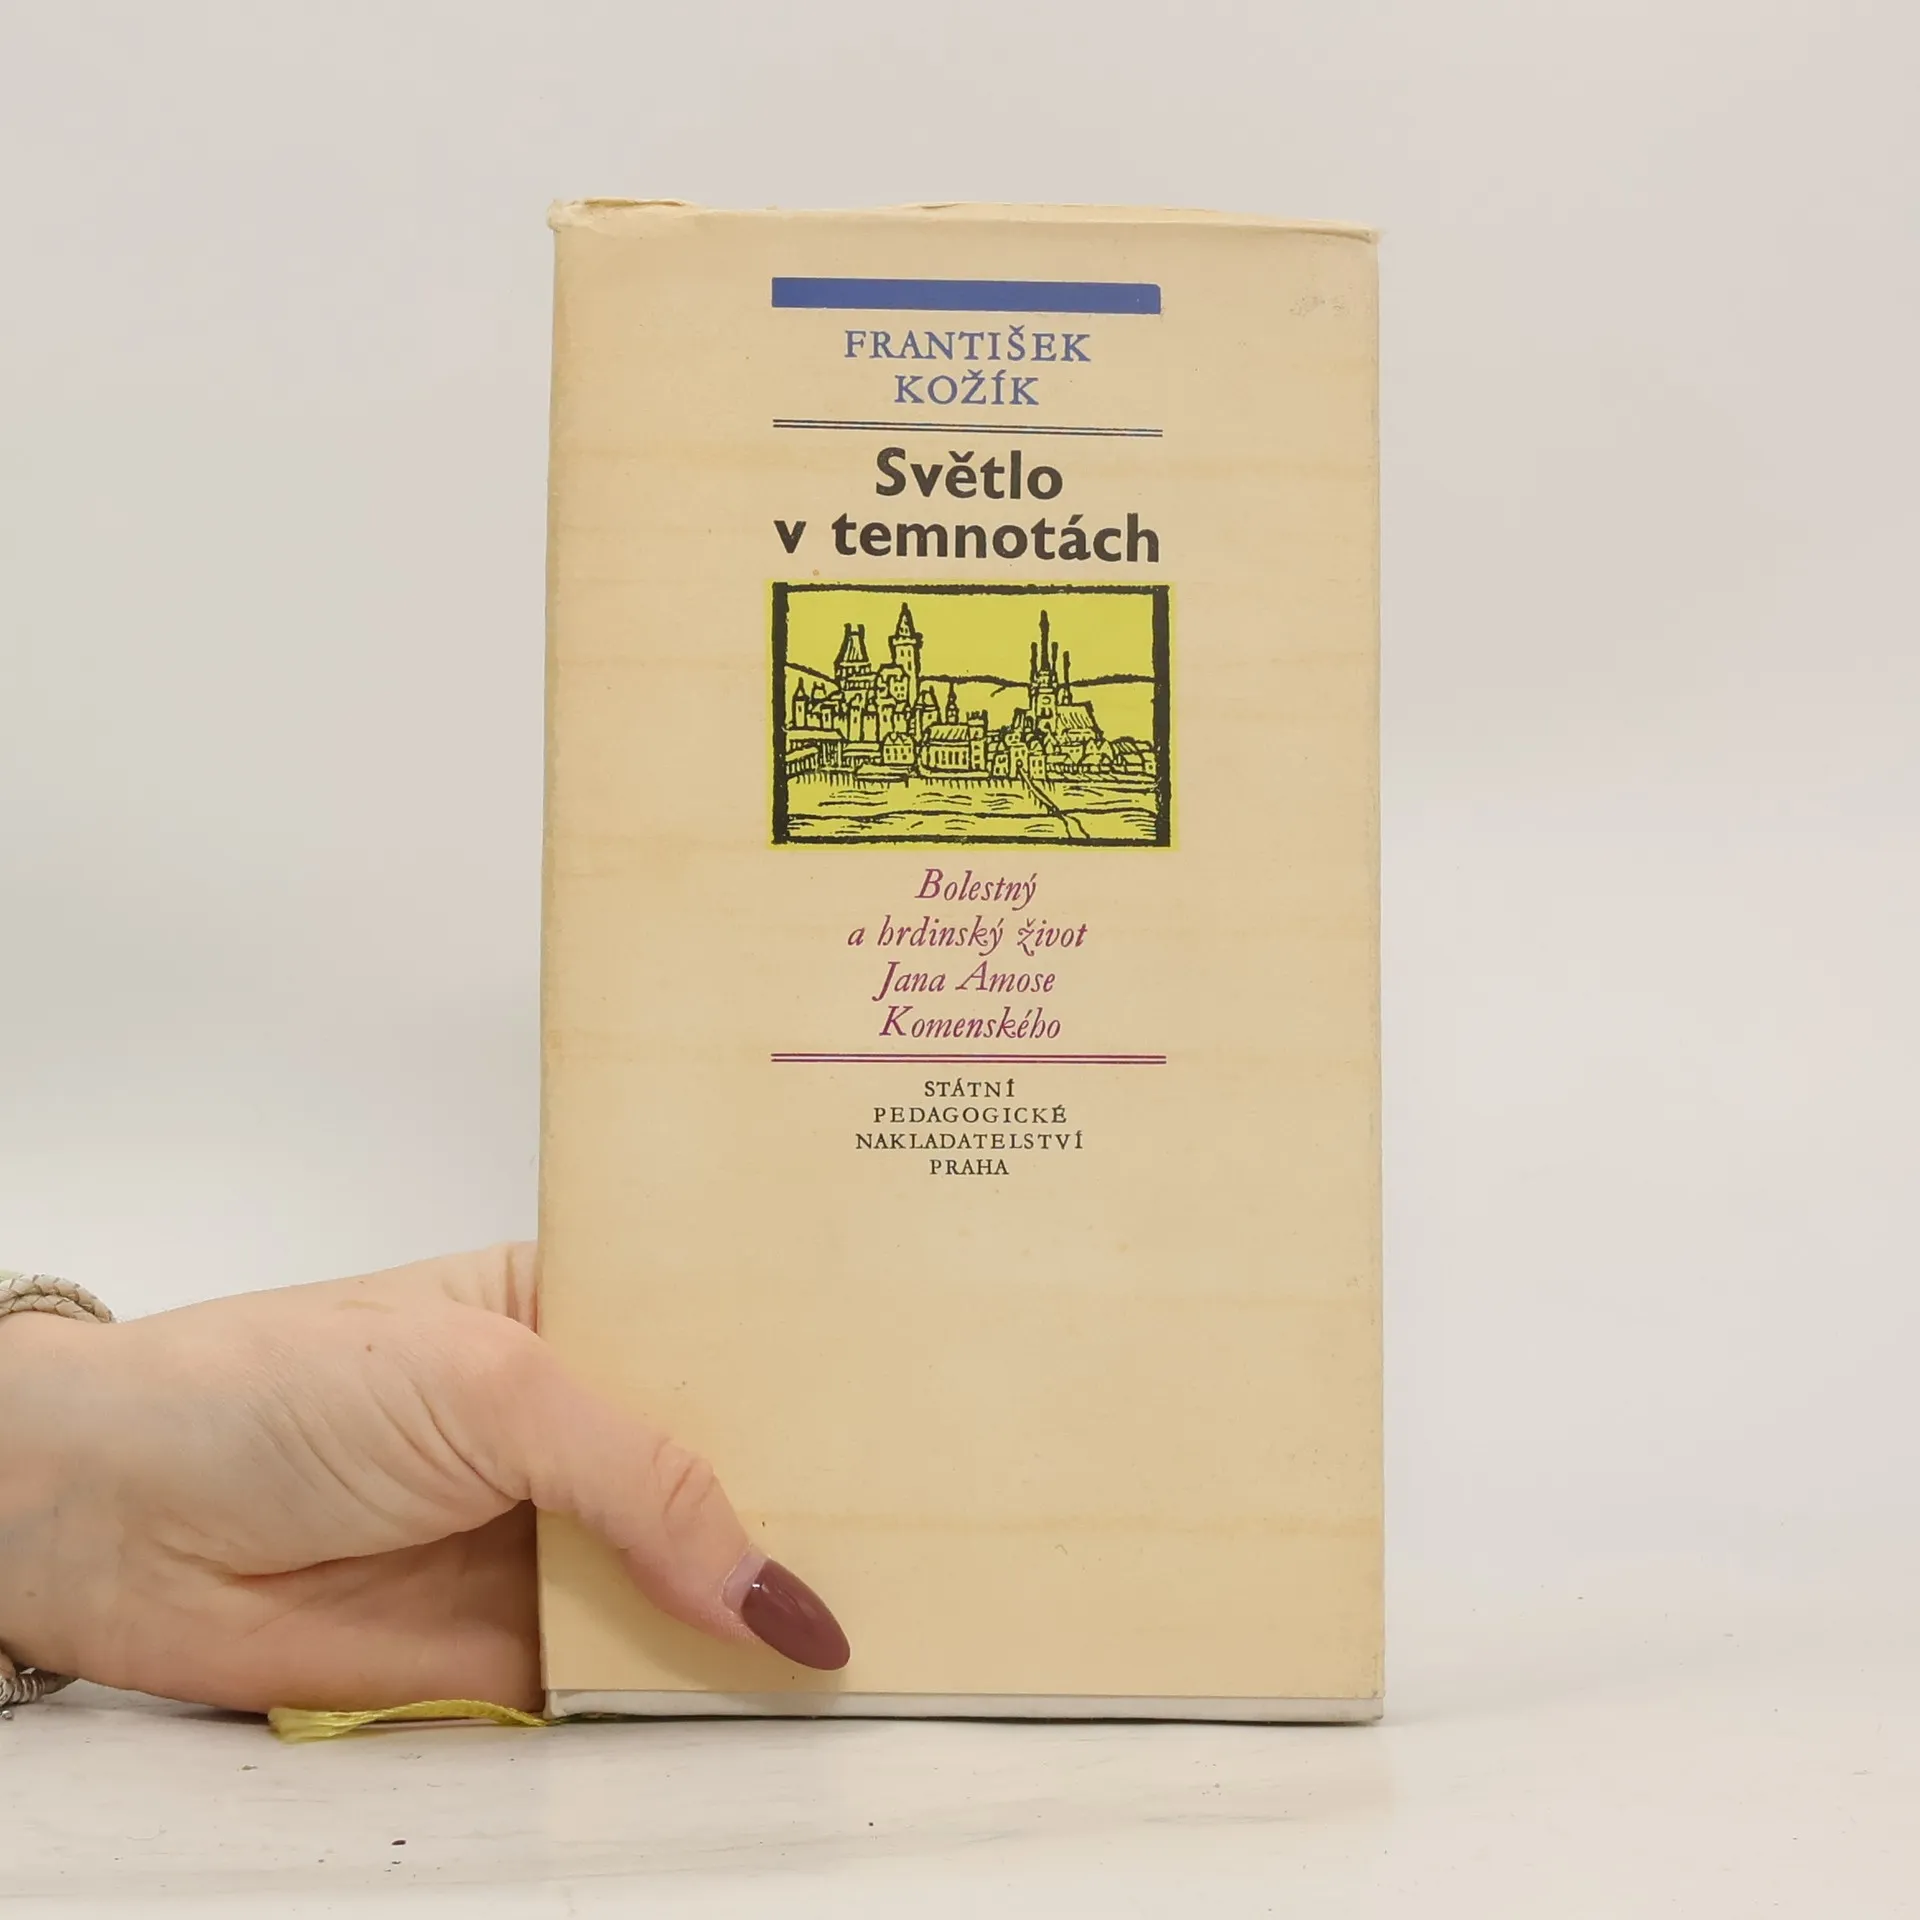 FRANTIŠEK
KOŽÍK
Světlo
v temnotách
Bolestný
a hrdinský život
Jana Amose
Komenského
STÁTNÍ
PEDAGOGICKÉ
NAKLADATELSTVÍ
PRAHA